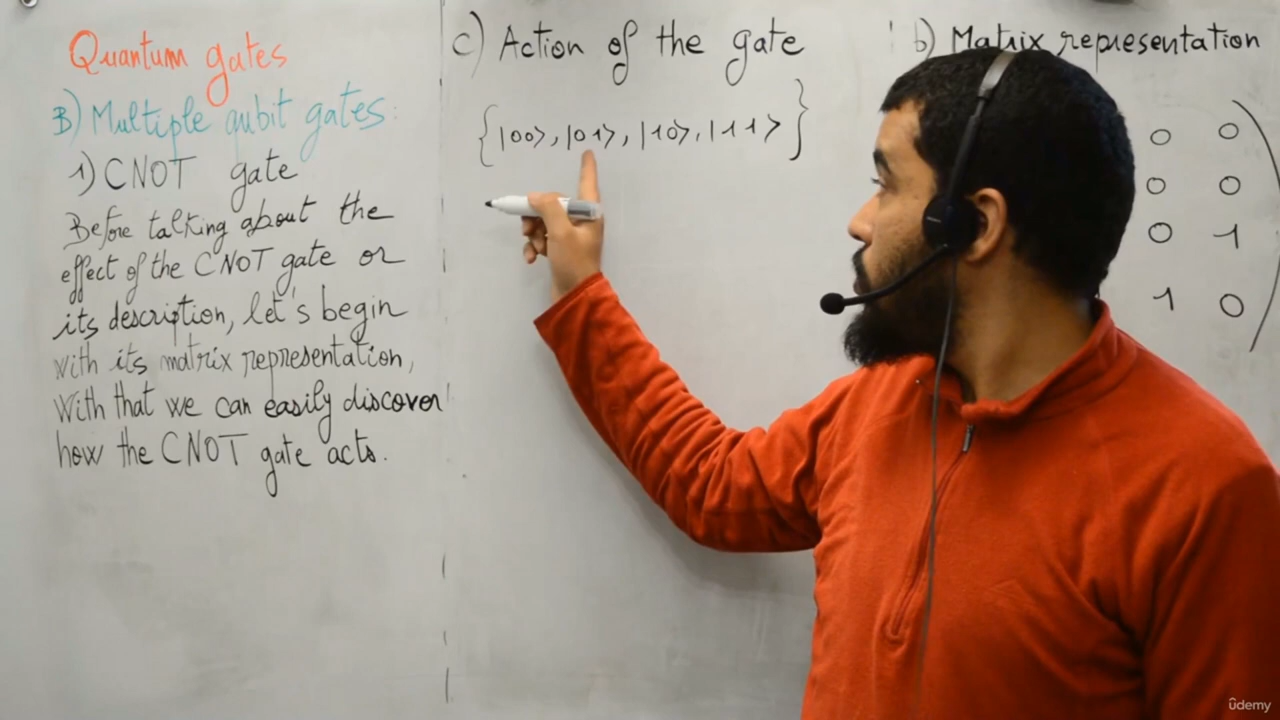 Quantum gates
B) Multiple qubit gates:
1) CNOT gate
Before talking about the
effect of the CNOT gate or
its description, let's begin
with its matrix representation,
With that we can easily discover
how the CNOT gate acts.
c) Action of the gate
{|00>, |01>, |10>, |11>}
b) Matrix representation
0 0
0 0
0 1
1 0
ûdemy